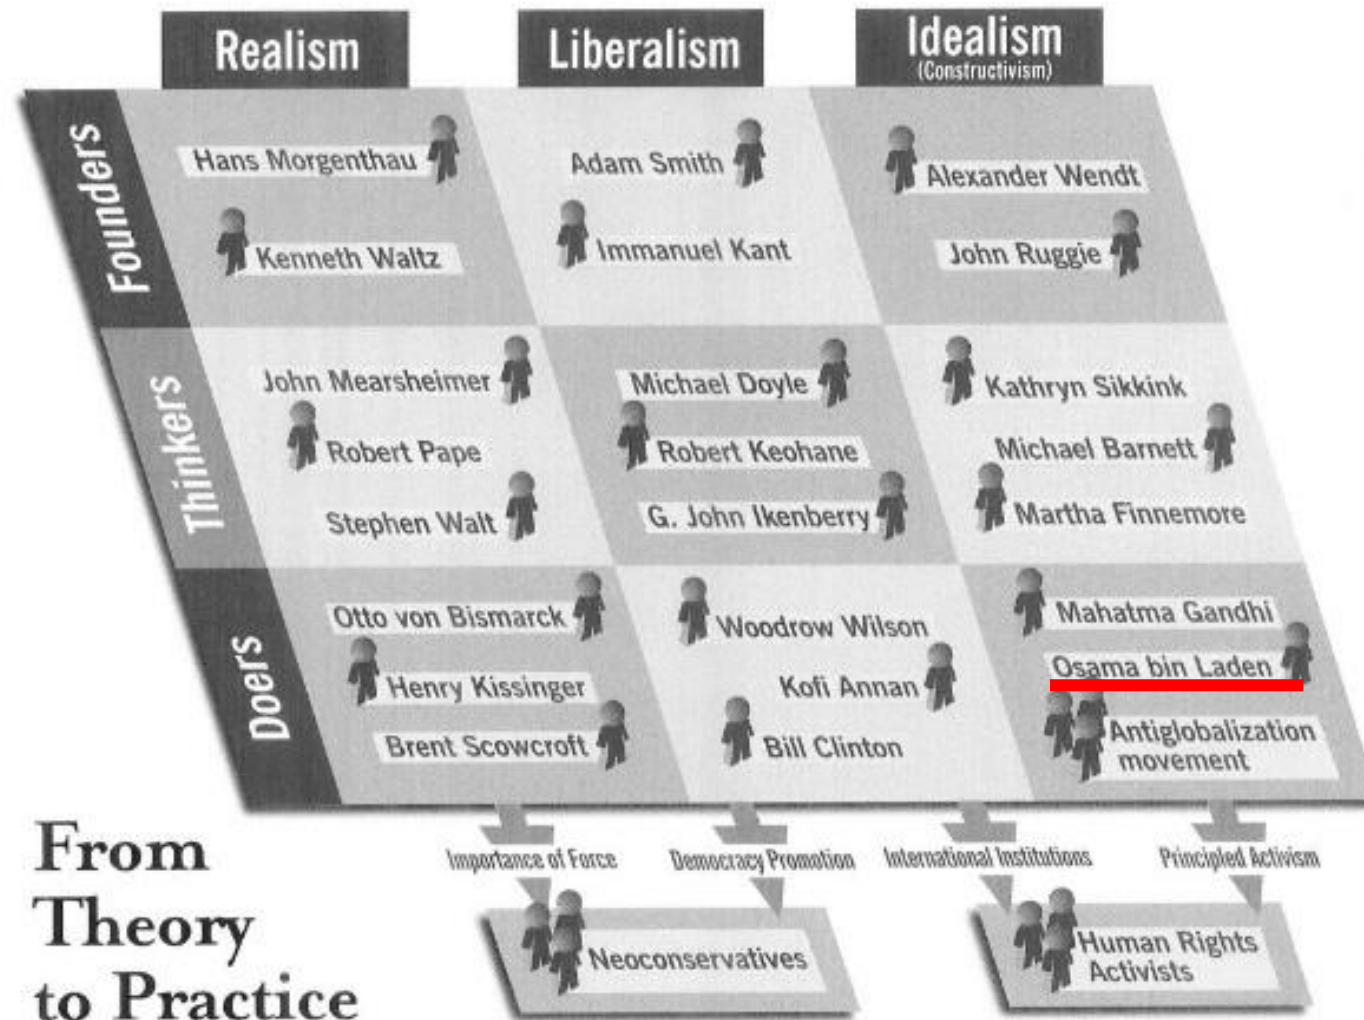 Realism
Liberalism
Idealism
(Constructivism)
Founders
Hans Morgenthau
Kenneth Waltz
Adam Smith
Immanuel Kant
Alexander Wendt
John Ruggie
Thinkers
John Mearsheimer
Robert Pape
Stephen Walt
Michael Doyle
Robert Keohane
G. John Ikenberry
Kathryn Sikkink
Michael Barnett
Martha Finnemore
Doers
Otto von Bismarck
Henry Kissinger
Brent Scowcroft
Woodrow Wilson
Kofi Annan
Bill Clinton
Mahatma Gandhi
Osama bin Laden
Antiglobalization
movement
Importance of Force
Democracy Promotion
International Institutions
Principled Activism
From
Theory
to Practice
Neoconservatives
Human Rights
Activists